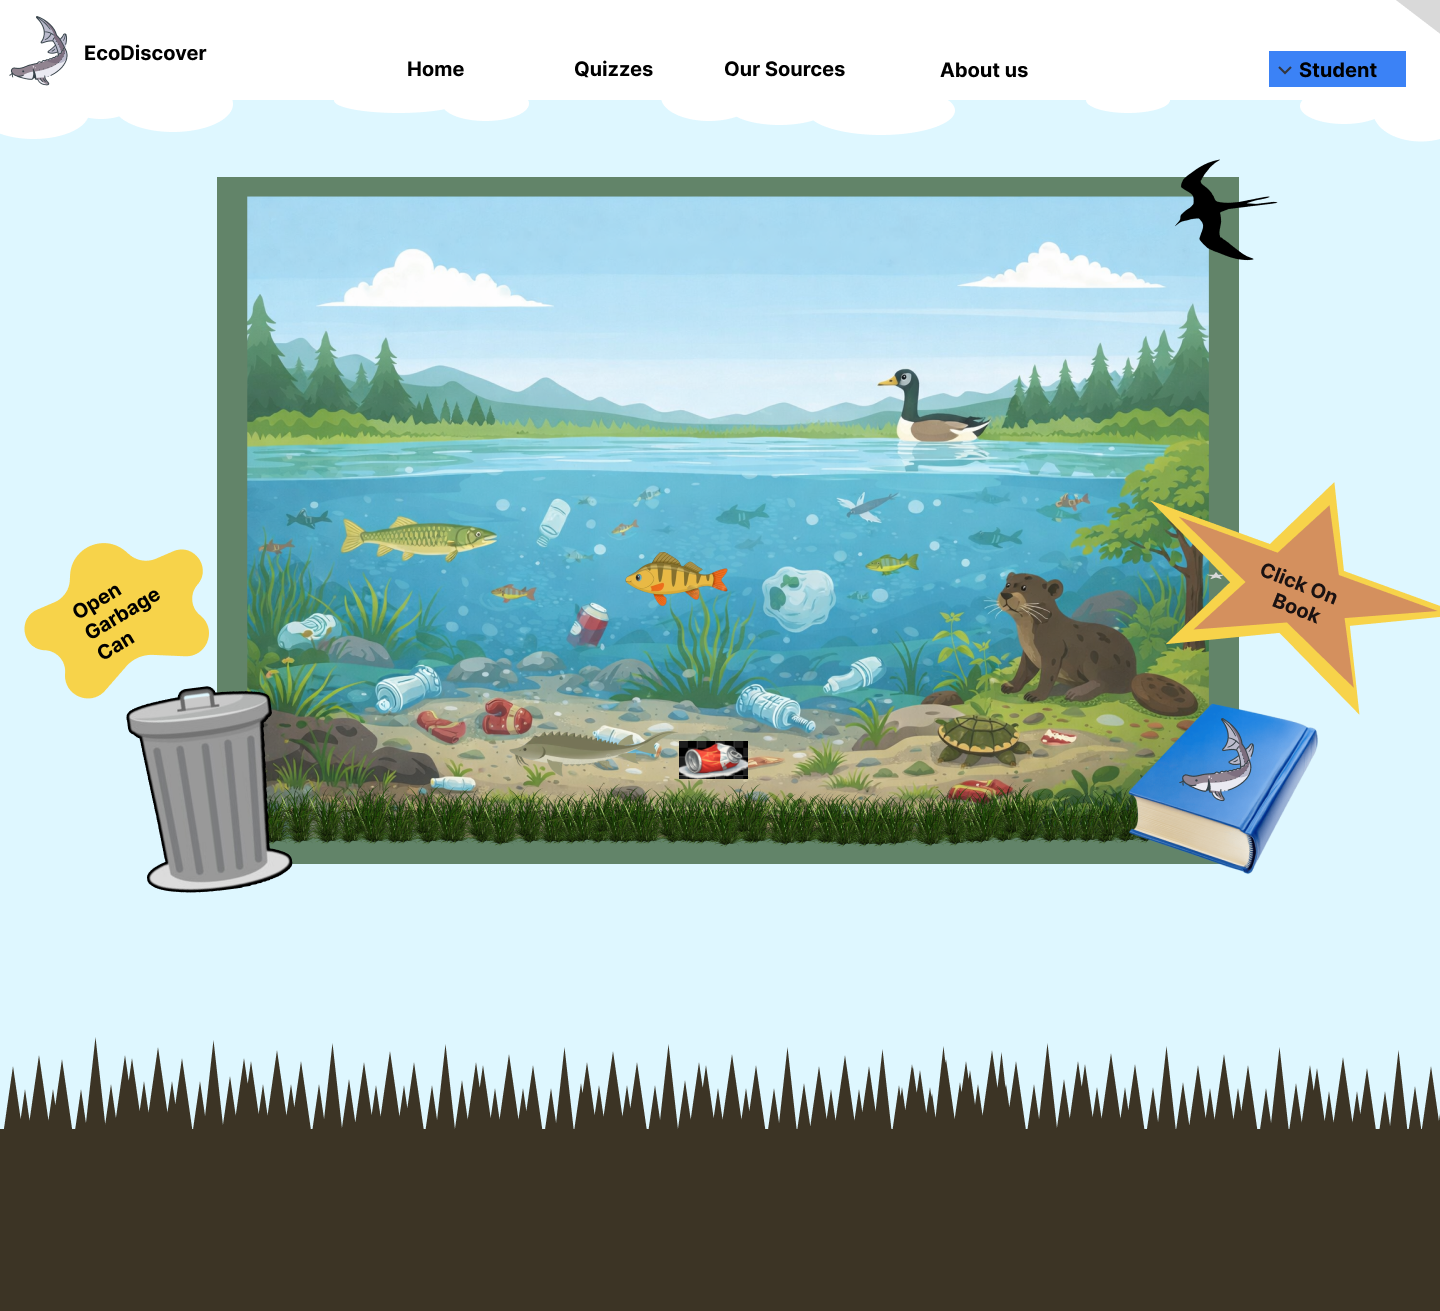 EcoDiscover
Home
Quizzes
Our Sources
About us
Student
Open
Garbage
Can
Click On
Book